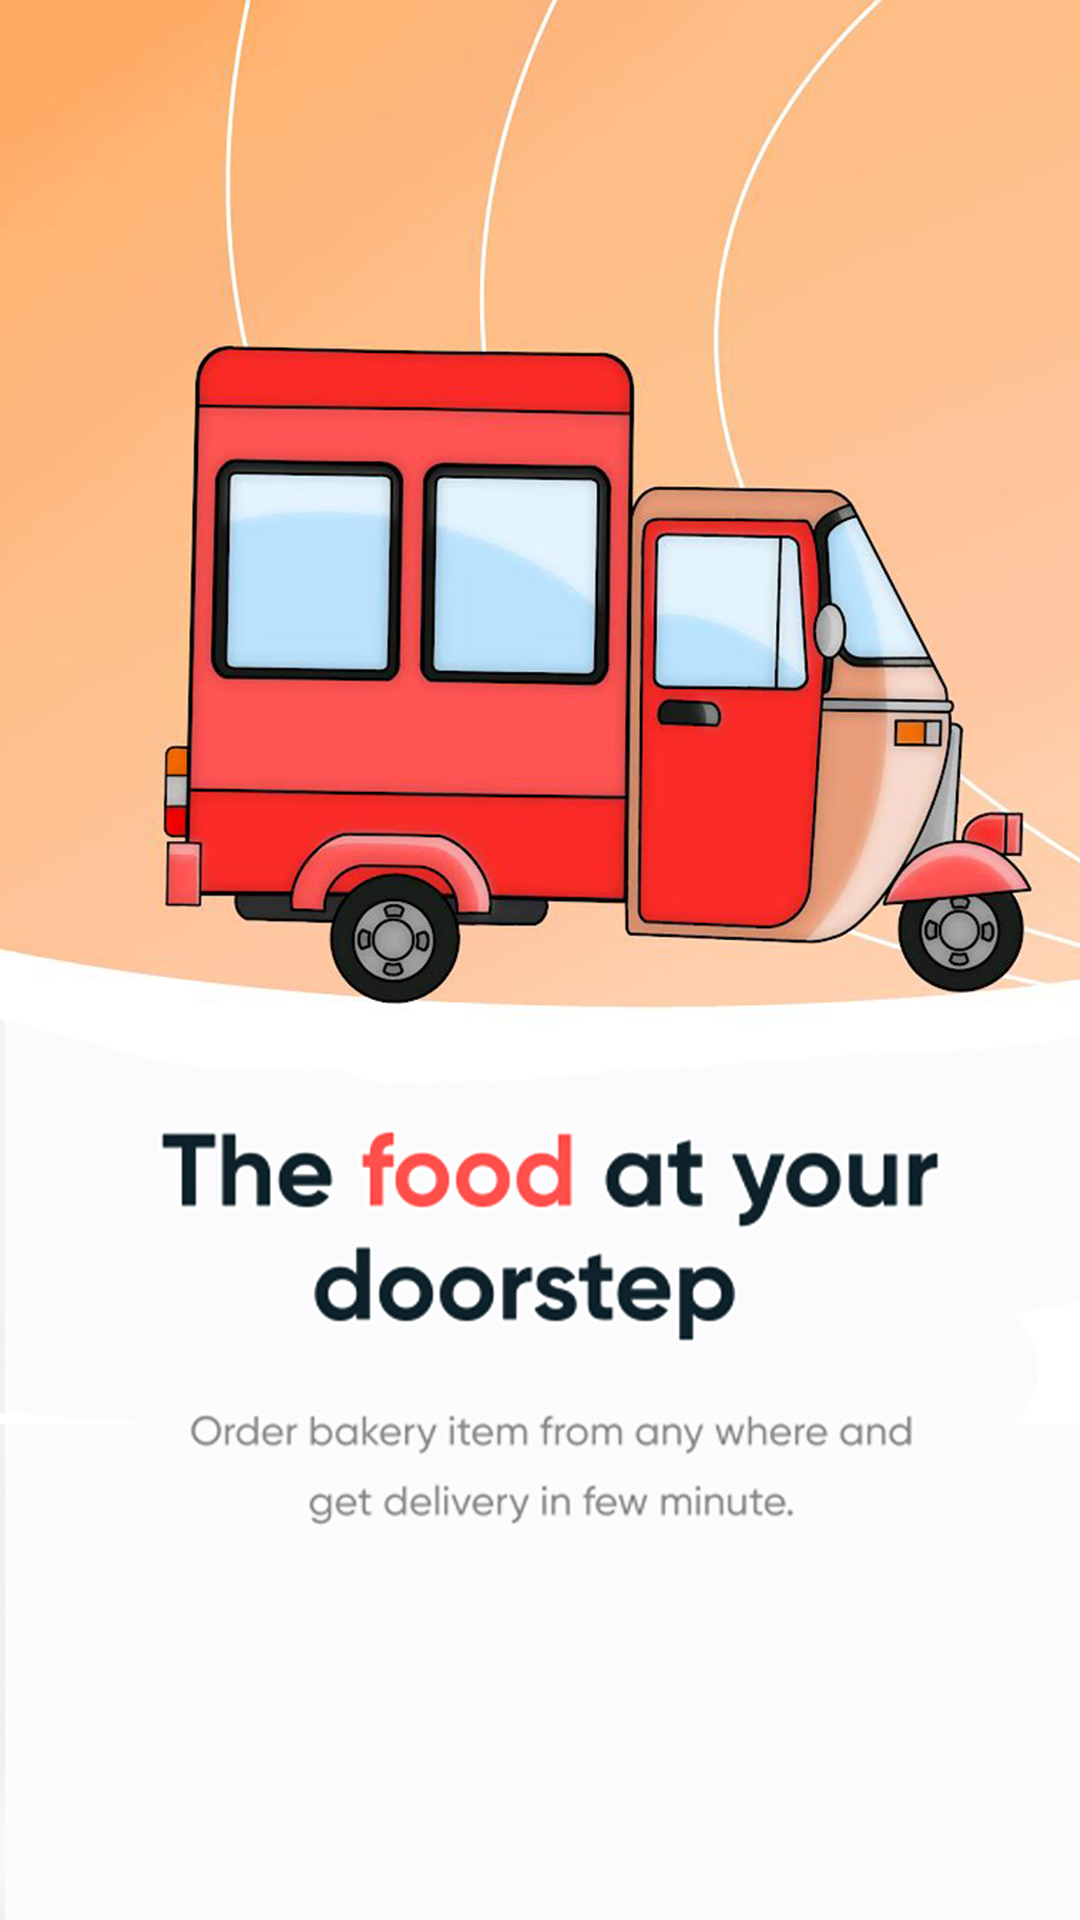 The food at your
doorstep
Order bakery item from any where and
get delivery in few minute.